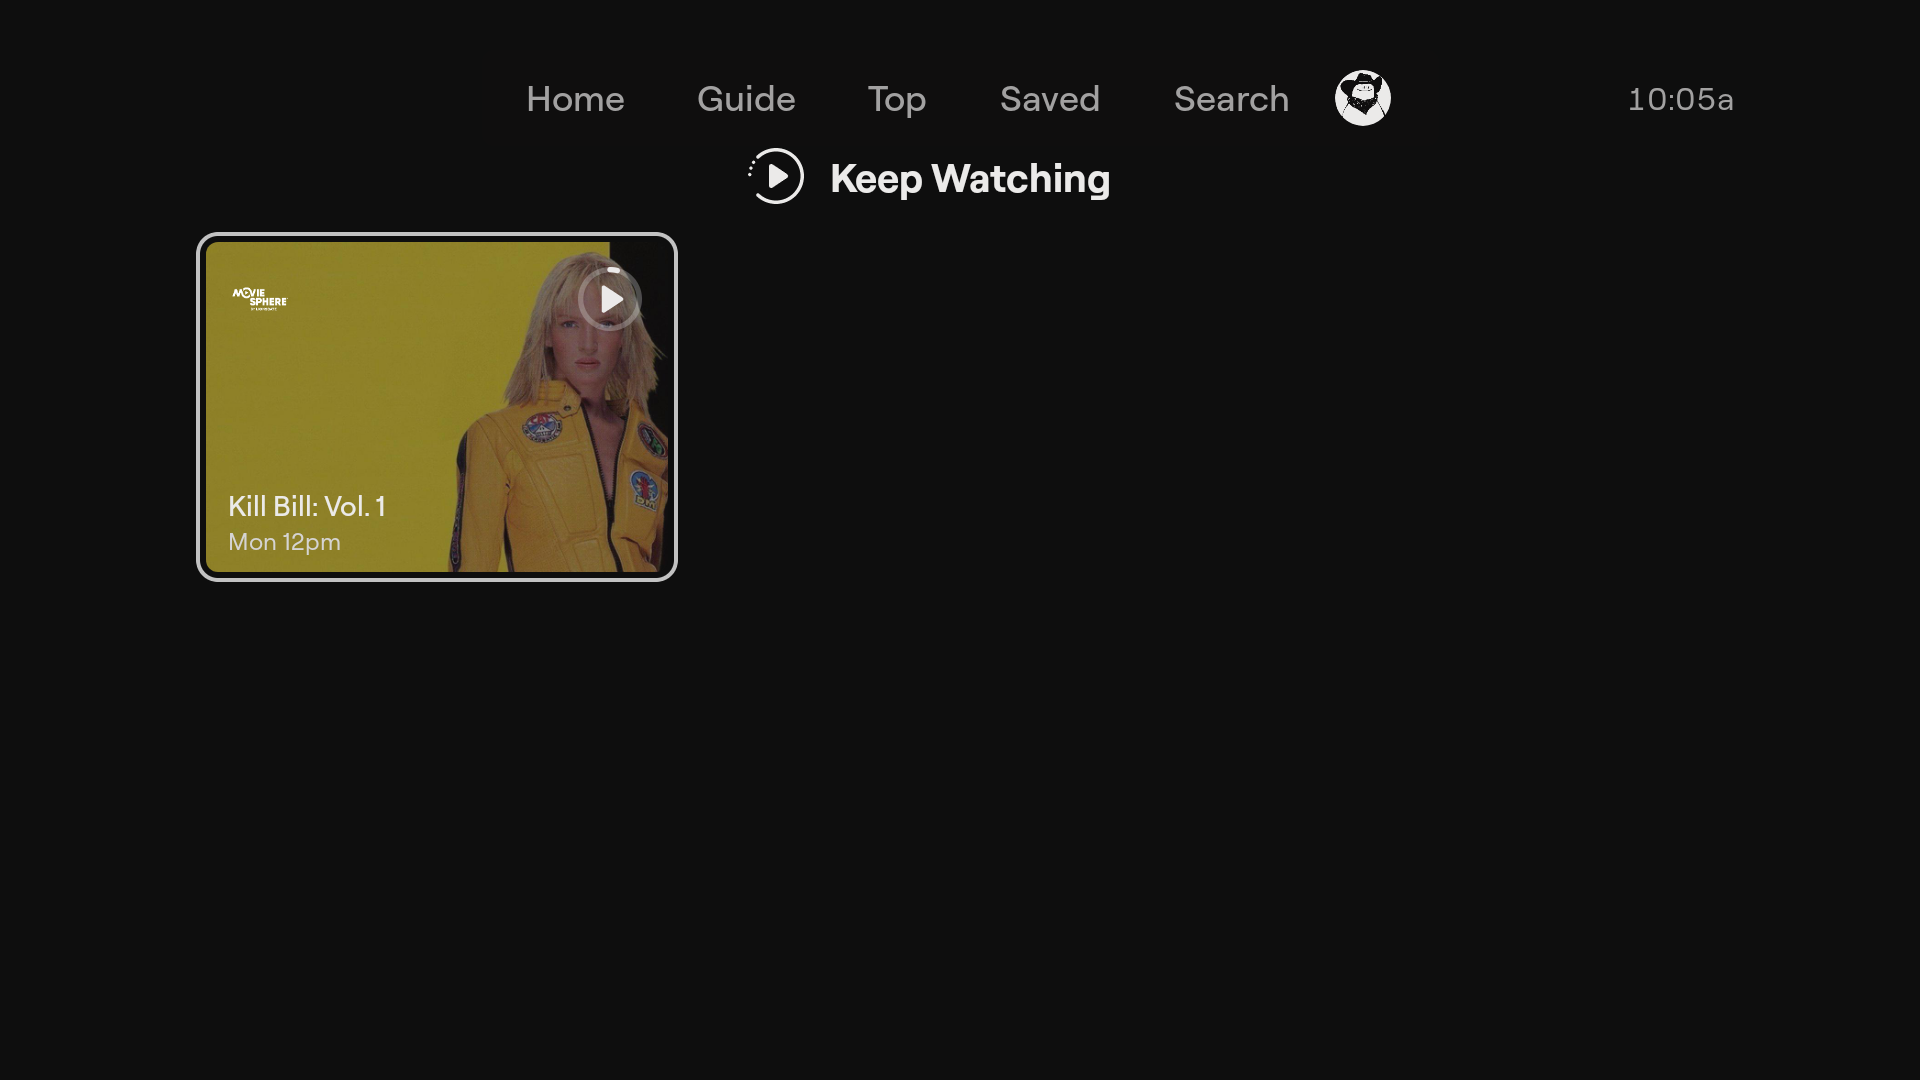 Home Guide Top Saved Search 10:05a
Keep Watching
MOVIE
SPHERE
Kill Bill: Vol. 1
Mon 12pm